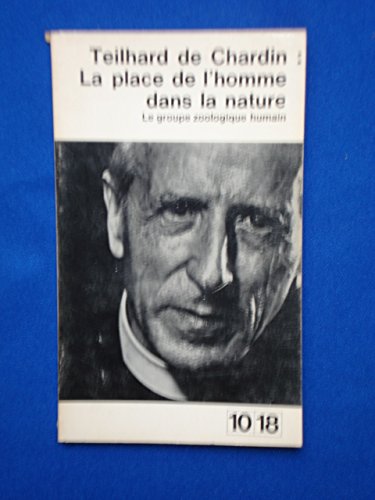 Teilhard de Chardin
La place de l'homme
dans la nature
Le groupe zoologique humain
10 18